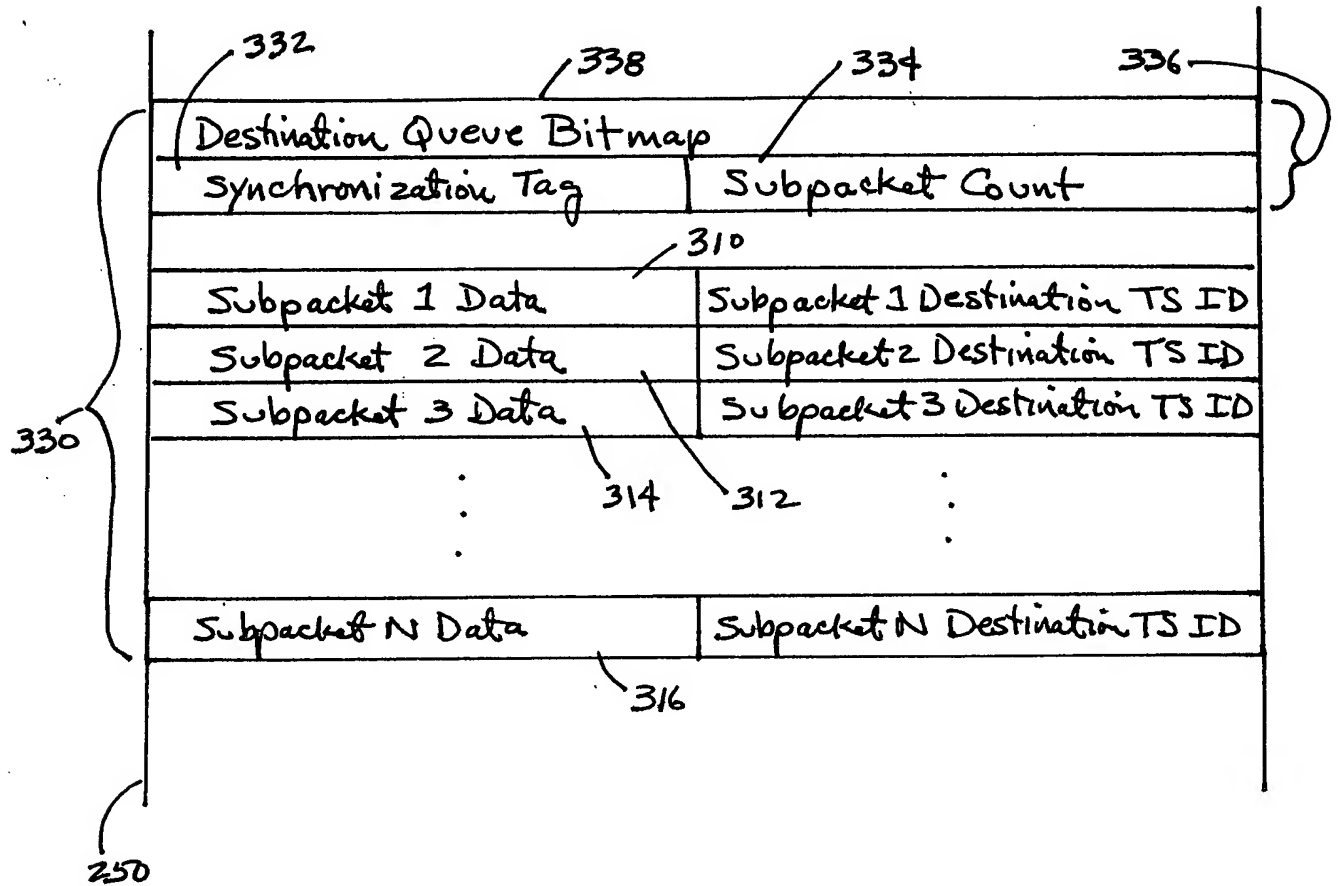 332
338
334
336
Destination Queue Bitmap
Synchronization Tag
Subpacket Count
310
Subpacket 1 Data
Subpacket 1 Destination TS ID
Subpacket 2 Data
Subpacket 2 Destination TS ID
Subpacket 3 Data
Subpacket 3 Destination TS ID
330
314
312
Subpacket N Data
Subpacket N Destination TS ID
316
250